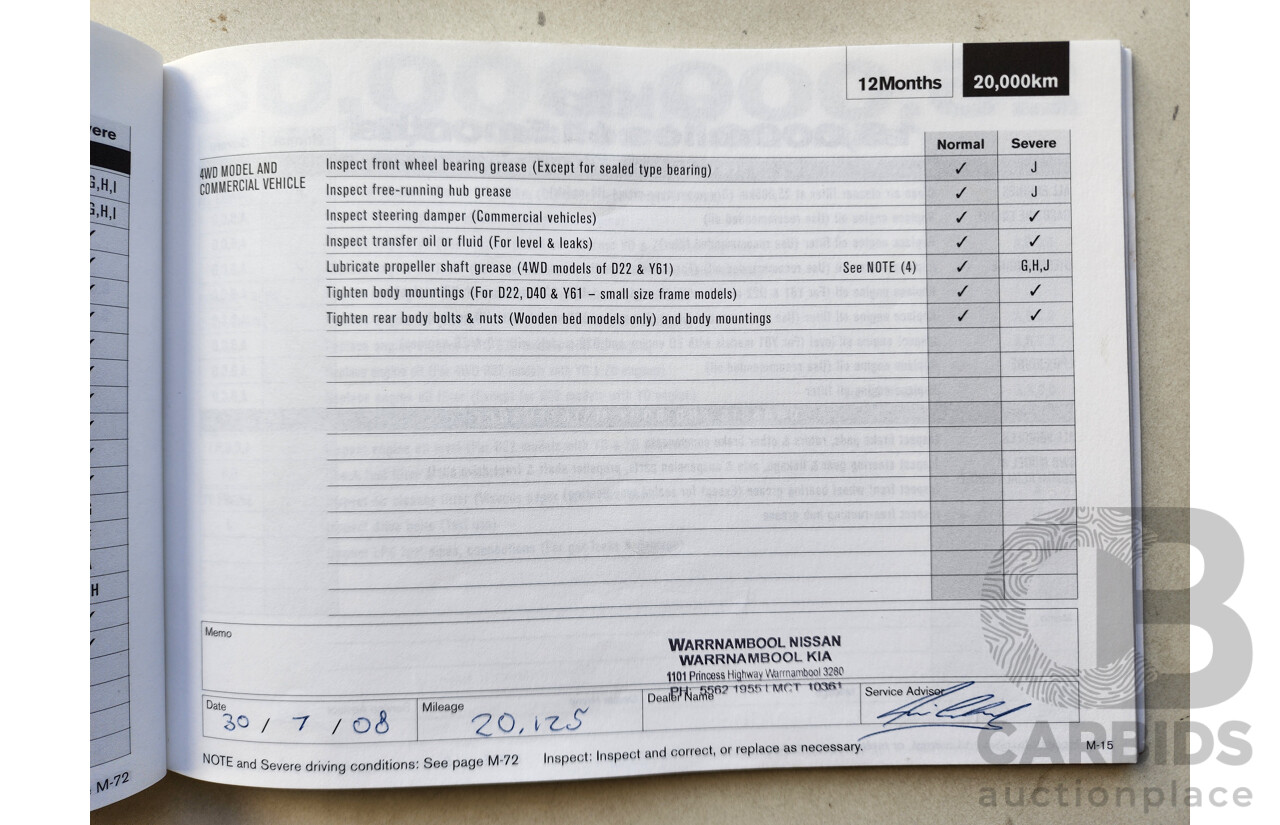 12Months 20,000km
Normal Severe
4WD MODEL AND
COMMERCIAL VEHICLE
Inspect front wheel bearing grease (Except for sealed type bearing) ✓ J
Inspect free-running hub grease ✓ J
Inspect steering damper (Commercial vehicles) ✓ ✓
Inspect transfer oil or fluid (For level & leaks) ✓ ✓
Lubricate propeller shaft grease (4WD models of D22 & Y61) See NOTE (4) ✓ G,H,J
Tighten body mountings (For D22, D40 & Y61 – small size frame models) ✓ ✓
Tighten rear body bolts & nuts (Wooden bed models only) and body mountings ✓ ✓
Memo
WARRNAMBOOL NISSAN
WARRNAMBOOL KIA
1101 Princess Highway Warrnambool 3280
PH: 5562 1955 | MCT 10361
Date 30 / 7 / 08
Mileage 20,125
Dealer Name
Service Advisor
NOTE and Severe driving conditions: See page M-72 Inspect: Inspect and correct, or replace as necessary.
M-15
ere
G,H,I
G,H,I
H
M-72
CARBIDS
auctionplace